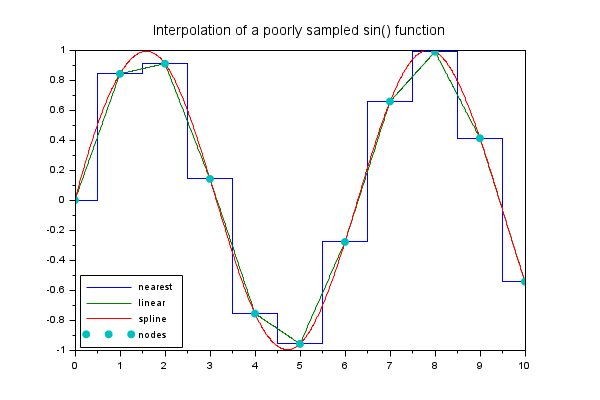 Interpolation of a poorly sampled sin() function
1
0.8
0.6
0.4
0.2
0
-0.2
-0.4
-0.6
-0.8
-1
nearest
linear
spline
nodes
0 1 2 3 4 5 6 7 8 9 10